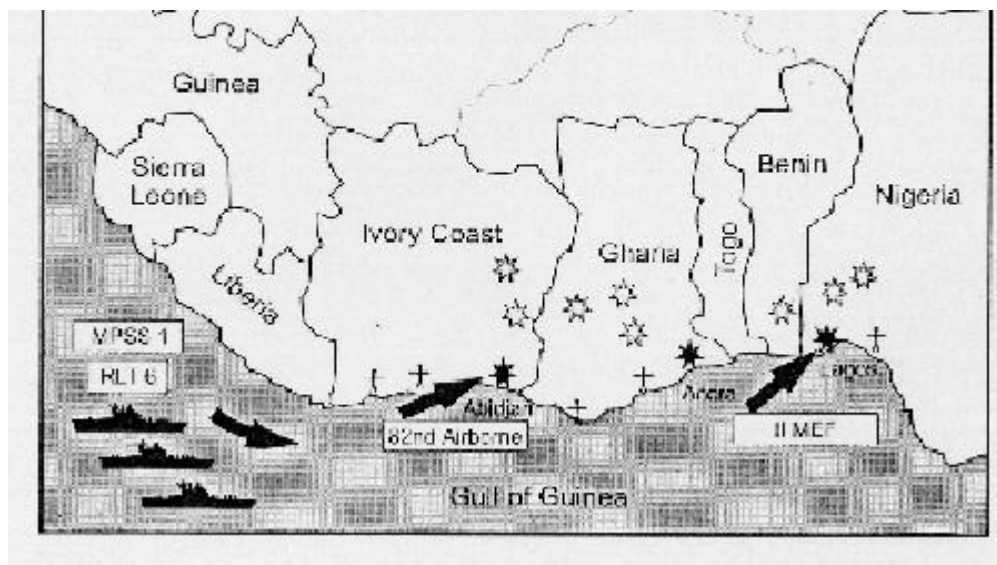 Guinea
Sierra
Leone
Liberia
Ivory Coast
Ghana
Togo
Benin
Nigeria
MPSS 1
RLT 6
Abidjan
82nd Airborne
Accra
Lagos
II MEF
Gulf of Guinea